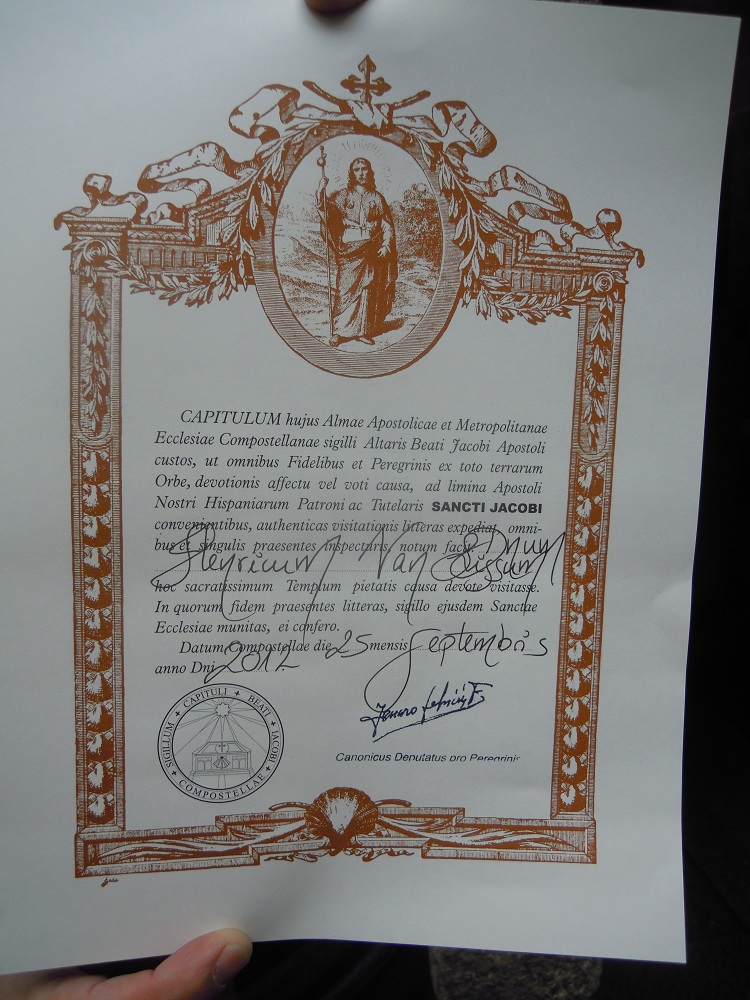 CAPITULUM hujus Almae Apostolicae et Metropolitanae
Ecclesiae Compostellanae sigilli Altaris Beati Jacobi Apostoli
custos, ut omnibus Fidelibus et Peregrinis ex toto terrarum
Orbe, devotionis affectu vel voti causa, ad limina Apostoli
Nostri Hispaniarum Patroni ac Tutelaris SANCTI JACOBI
convenientibus, authenticas visitationis litteras expediat, omni-
bus et singulis praesentes inspecturis, notum facit:
Dnum
Henricum Van
hoc sacratissimum Templum pietatis causa devote visitasse.
In quorum fidem praesentes litteras, sigillo ejusdem Sanctae
Ecclesiae munitas, ei confero.
Datum Compostellae die 25 mensis Septembris
anno Dni 2012
SIGILLUM CAPITULI BEATI IACOBI COMPOSTELLAE
Canonicus Deputatus pro Peregrinis